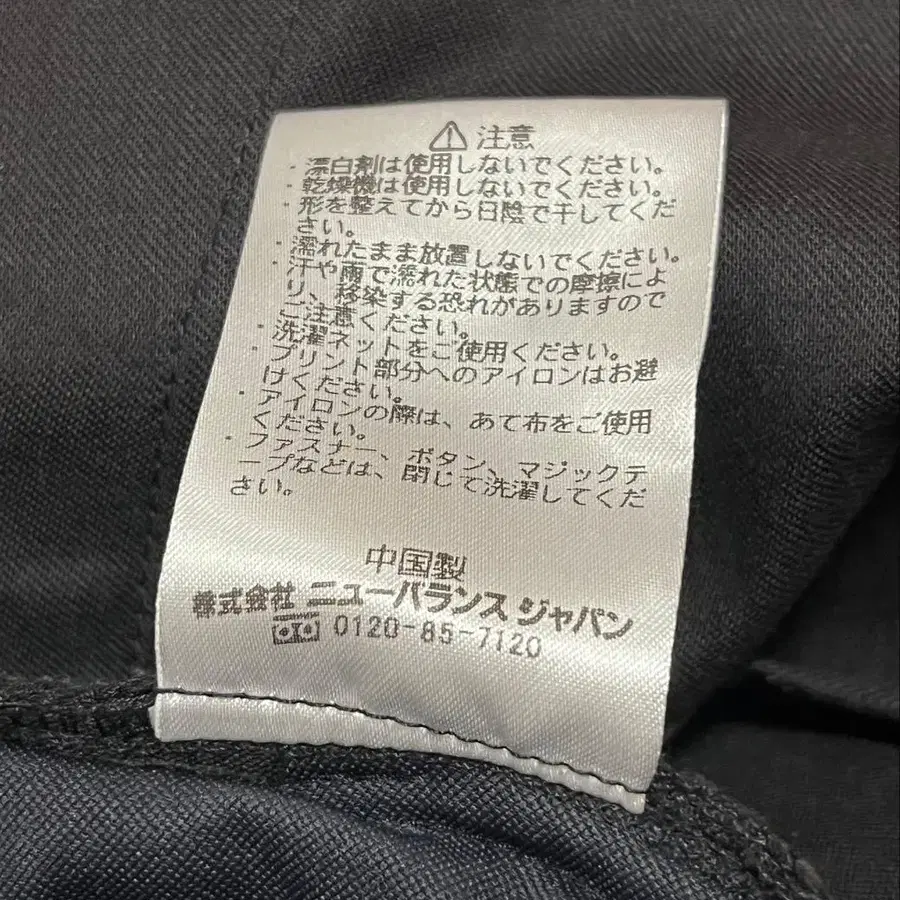 ⚠ 注意
・漂白剤は使用しないでください。
・乾燥機は使用しないでください。
・形を整えてから日陰で干してくだ
さい。
・濡れたまま放置しないでください。
・汗や雨で濡れた状態での摩擦によ
り、移染する恐れがありますので
ご注意ください。
・洗濯ネットをご使用ください。
・プリント部分へのアイロンはお避
けください。
・アイロンの際は、あて布をご使用
ください。
・ファスナー、ボタン、マジックテ
ープなどは、閉じて洗濯してくだ
さい。
中国製
株式会社 ニューバランス ジャパン
0120-85-7120